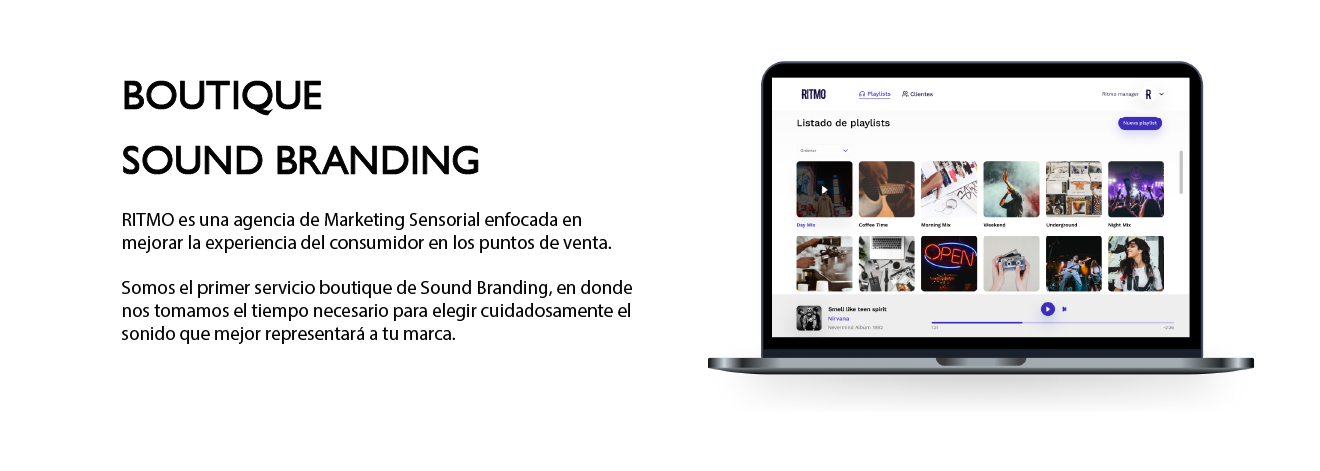 BOUTIQUE
SOUND BRANDING
RITMO es una agencia de Marketing Sensorial enfocada en
mejorar la experiencia del consumidor en los puntos de venta.
Somos el primer servicio boutique de Sound Branding, en donde
nos tomamos el tiempo necesario para elegir cuidadosamente el
sonido que mejor representará a tu marca.
RITMO
Playlists
Clientes
Ritmo manager
R
Listado de playlists
Nueva playlist
Ordenar
Day Mix
Coffee Time
Morning Mix
Weekend
Underground
Night Mix
OPEN
Smell like teen spirit
Nirvana
Nevermind Album 1992